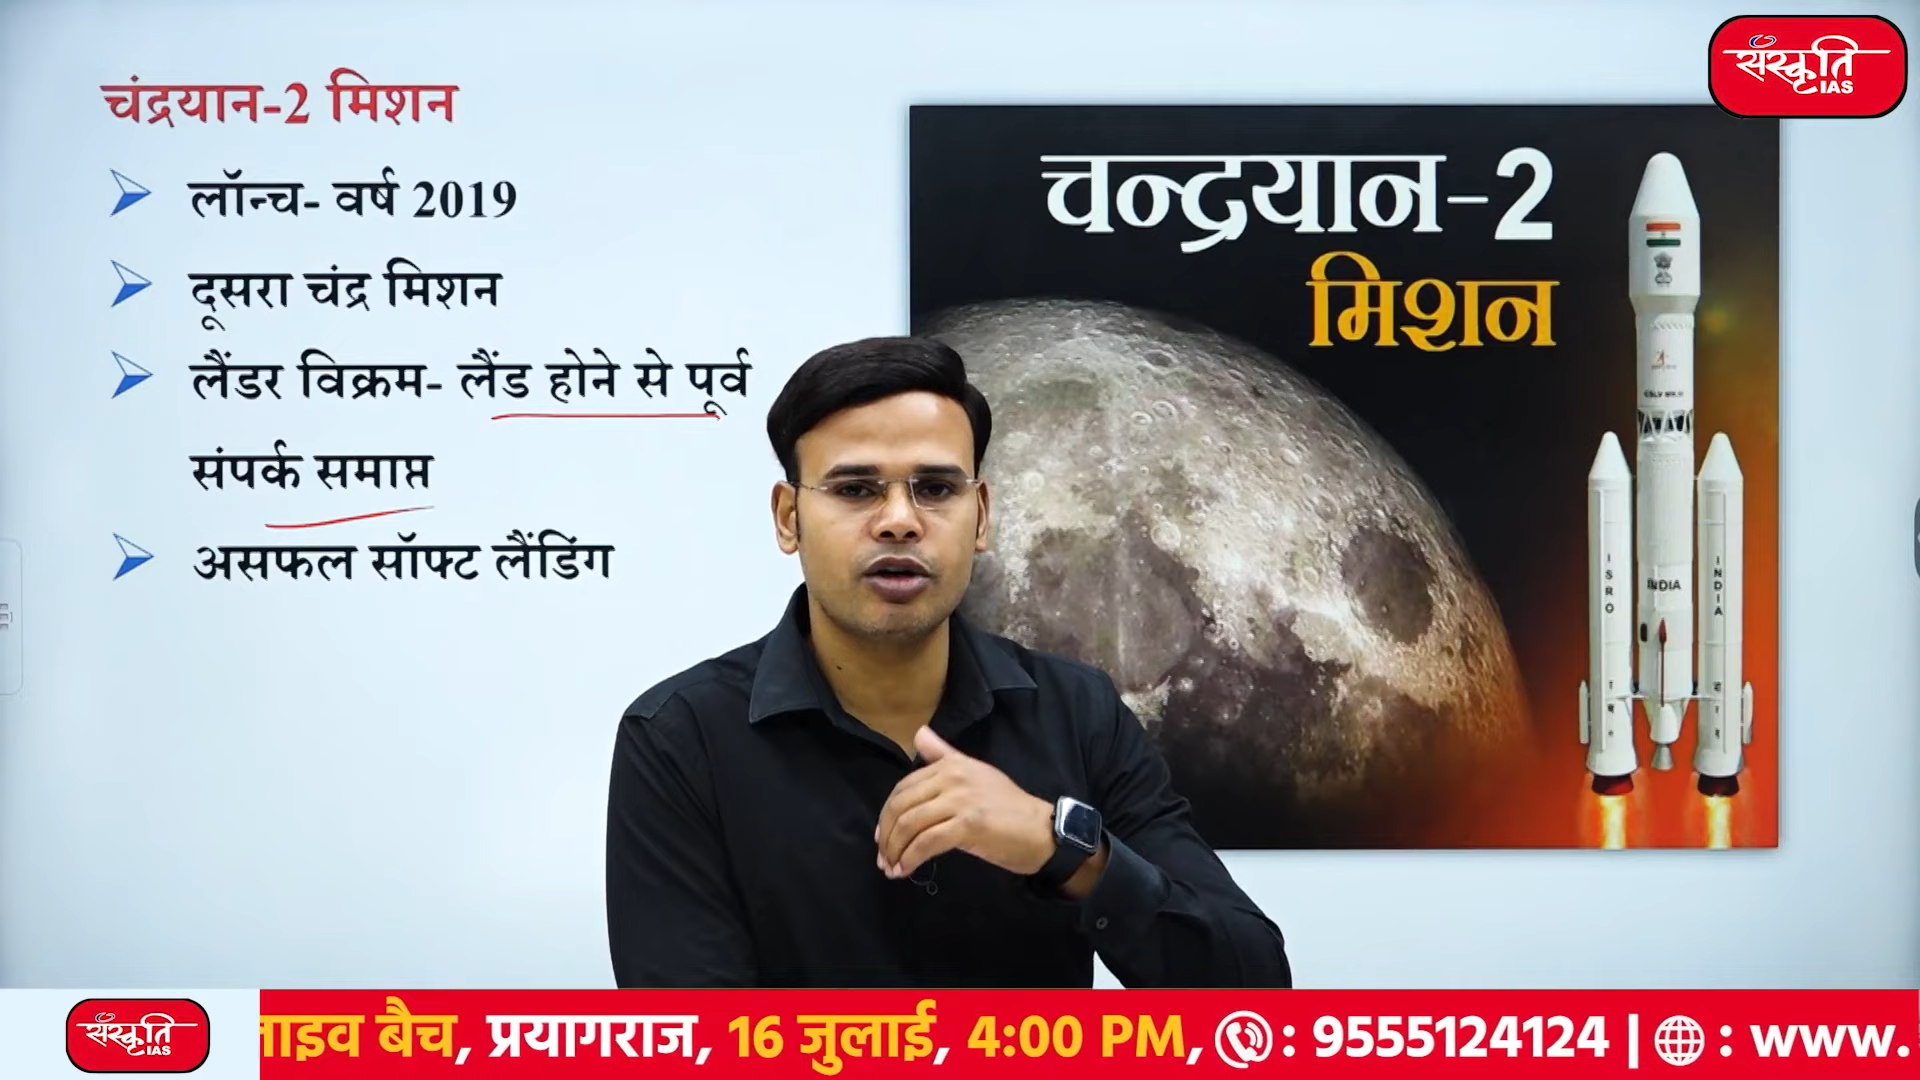 चंद्रयान-2 मिशन
लॉन्च- वर्ष 2019
दूसरा चंद्र मिशन
लैंडर विक्रम- लैंड होने से पूर्व
संपर्क समाप्त
असफल सॉफ्ट लैंडिंग
चन्द्रयान-2
मिशन
INDIA
ISRO
INDIA
संस्कृति
IAS
संस्कृति
IAS
लाइव बैच, प्रयागराज, 16 जुलाई, 4:00 PM, : 9555124124 | : www.